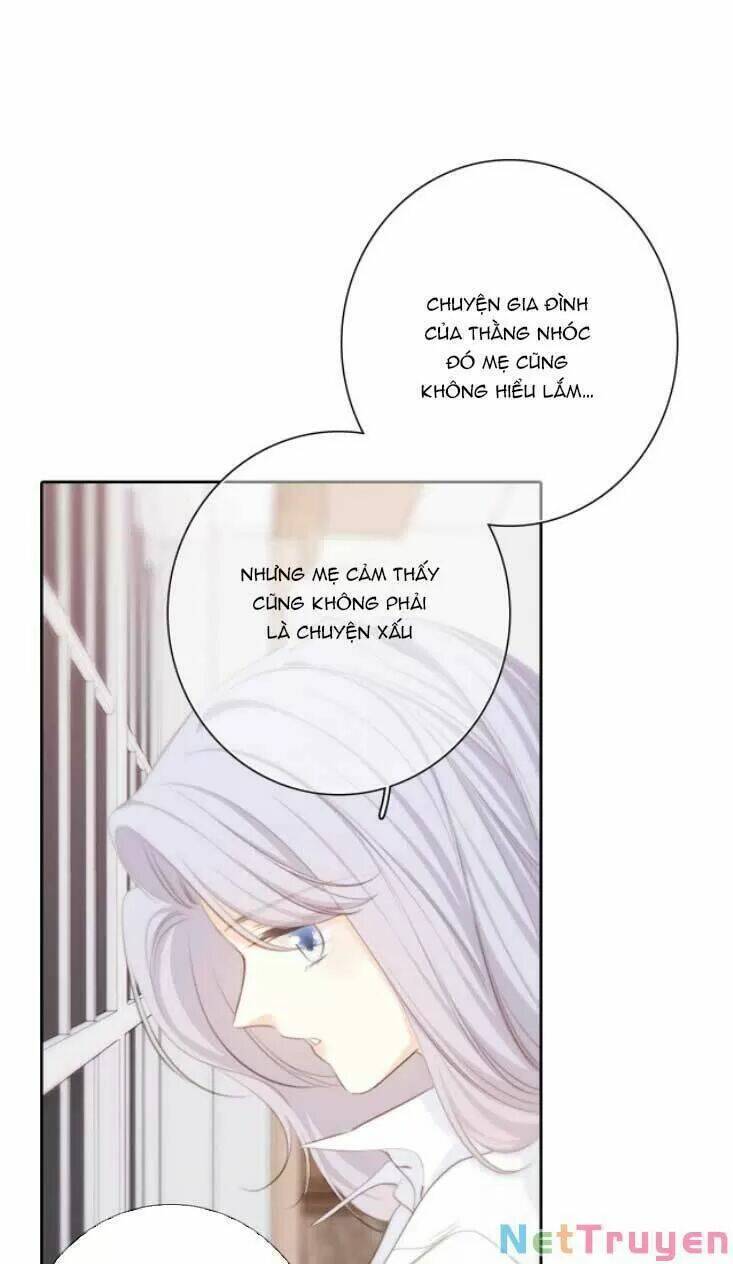 CHUYỆN GIA ĐÌNH
CỦA THẰNG NHÓC
ĐÓ MẸ CŨNG
KHÔNG HIỂU LẮM...
NHƯNG MẸ CẢM THẤY
CŨNG KHÔNG PHẢI
LÀ CHUYỆN XẤU
NETTRUYEN